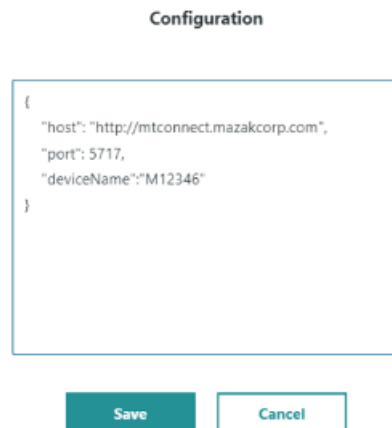 Configuration
{
"host": "http://mtconnect.mazakcorp.com",
"port": 5717,
"deviceName":"M12346"
}
Save
Cancel